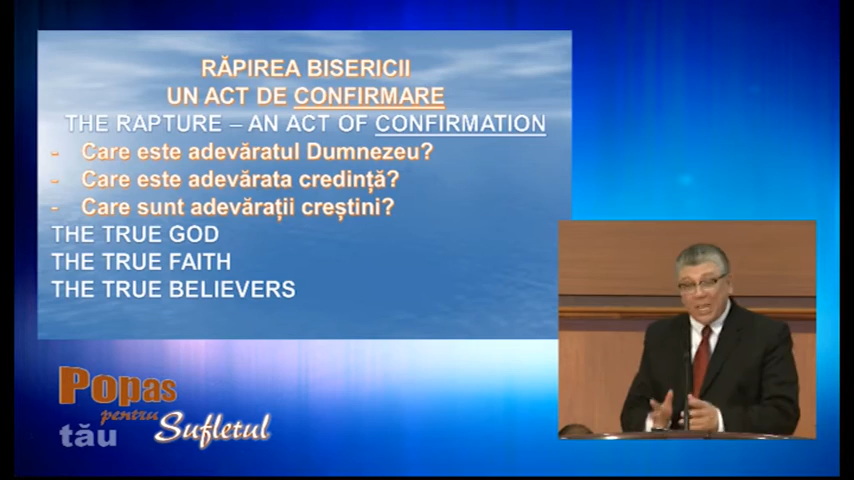 RĂPIREA BISERICII
UN ACT DE CONFIRMARE
THE RAPTURE – AN ACT OF CONFIRMATION
- Care este adevăratul Dumnezeu?
- Care este adevărata credință?
- Care sunt adevărații creștini?
THE TRUE GOD
THE TRUE FAITH
THE TRUE BELIEVERS
Popas
pentru
Sufletul
tău